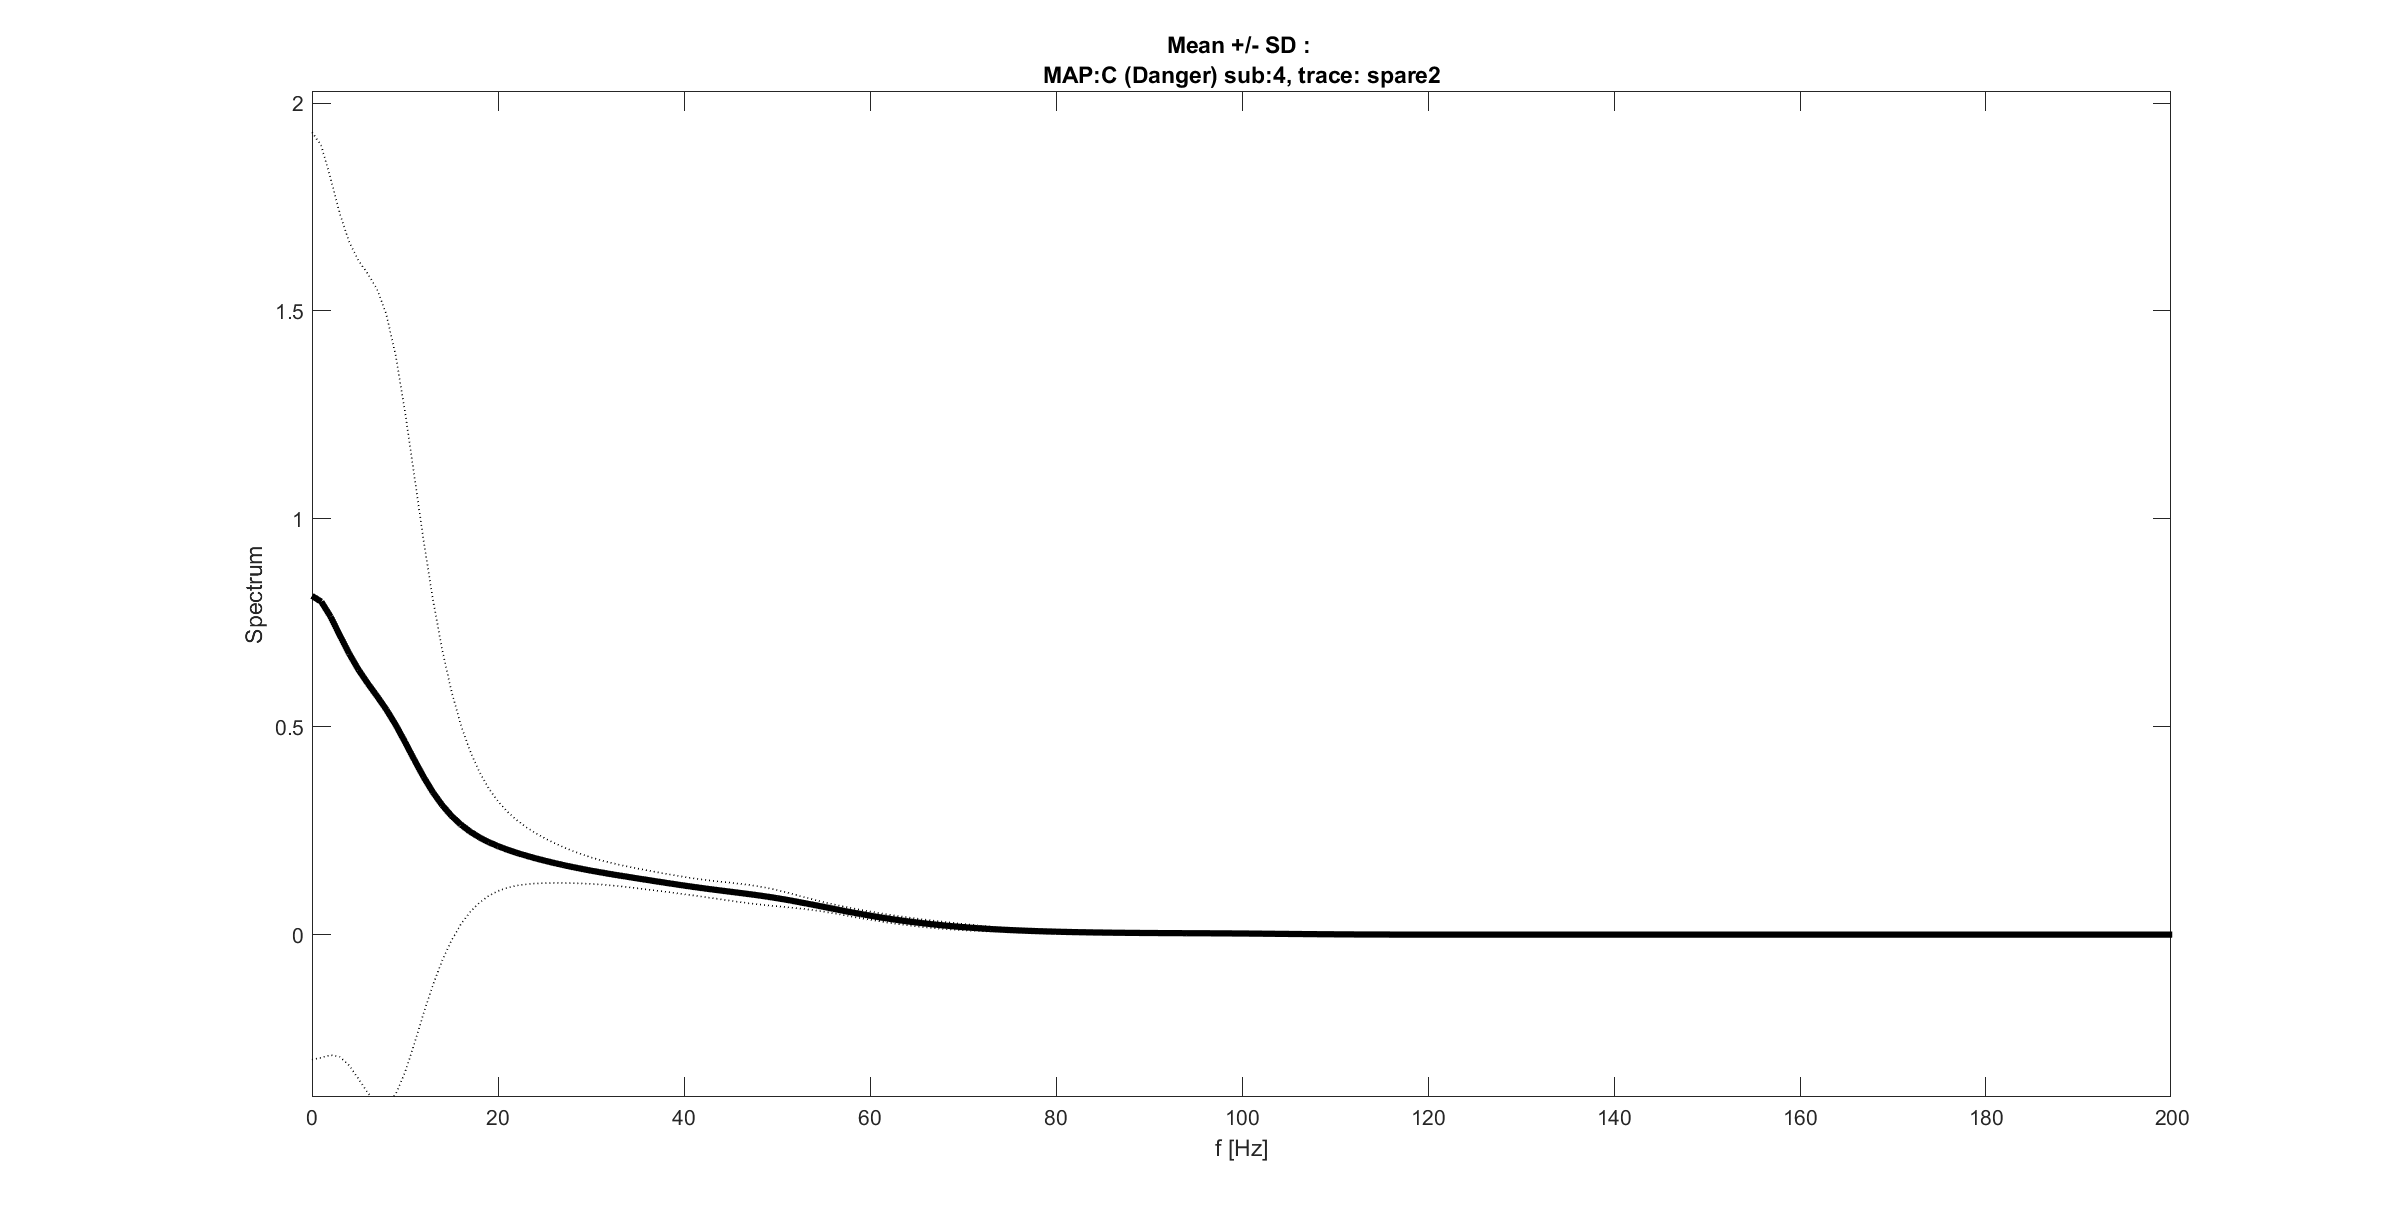 Mean +/- SD :
MAP:C (Danger) sub:4, trace: spare2
2
1.5
1
0.5
0
Spectrum
0 20 40 60 80 100 120 140 160 180 200
f [Hz]